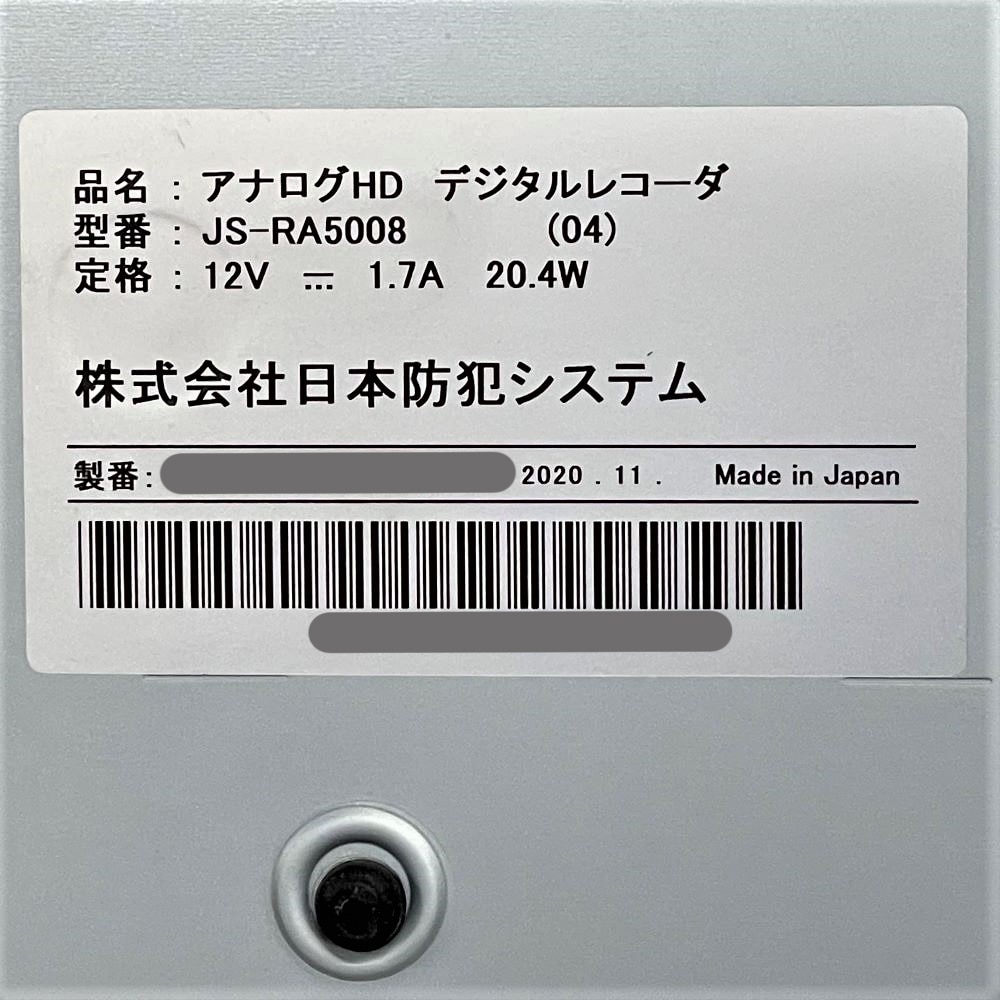 品名 : アナログHD デジタルレコーダ
型番 : JS-RA5008 (04)
定格 : 12V ⎓ 1.7A 20.4W
株式会社日本防犯システム
製番: 2020 . 11 . Made in Japan